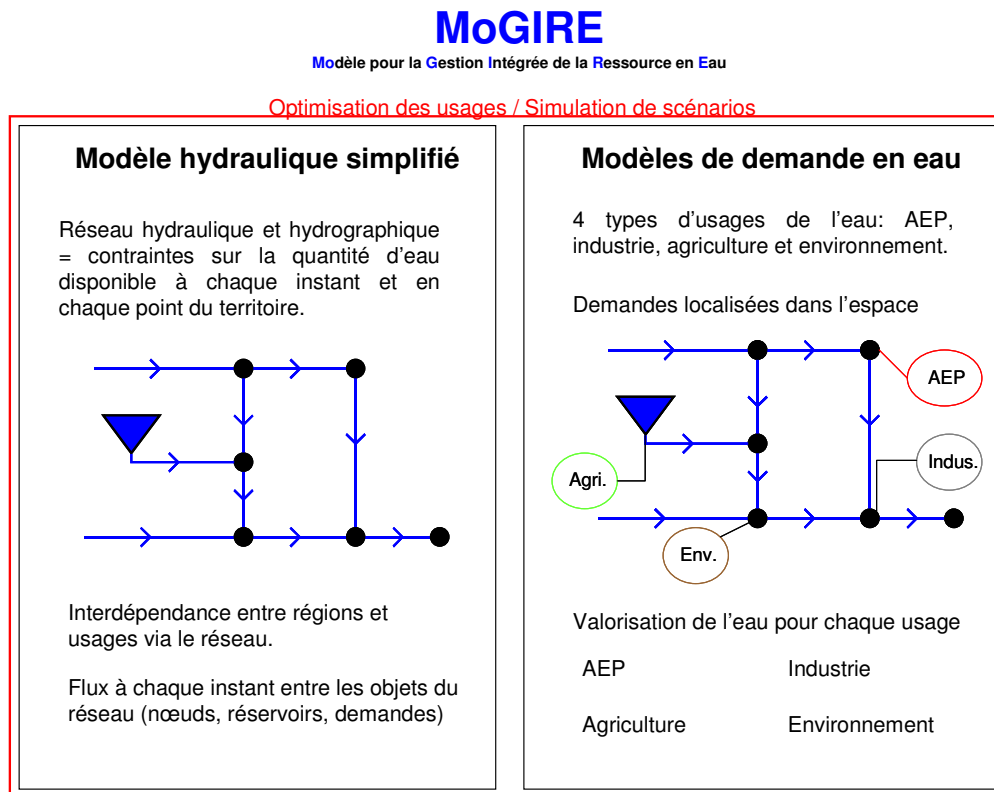 MoGIRE
Modèle pour la Gestion Intégrée de la Ressource en Eau
Optimisation des usages / Simulation de scénarios
Modèle hydraulique simplifié
Réseau hydraulique et hydrographique
= contraintes sur la quantité d'eau
disponible à chaque instant et en
chaque point du territoire.
Interdépendance entre régions et
usages via le réseau.
Flux à chaque instant entre les objets du
réseau (nœuds, réservoirs, demandes)
Modèles de demande en eau
4 types d'usages de l'eau: AEP,
industrie, agriculture et environnement.
Demandes localisées dans l'espace
AEP
Agri.
Indus.
Env.
Valorisation de l'eau pour chaque usage
AEP Industrie
Agriculture Environnement